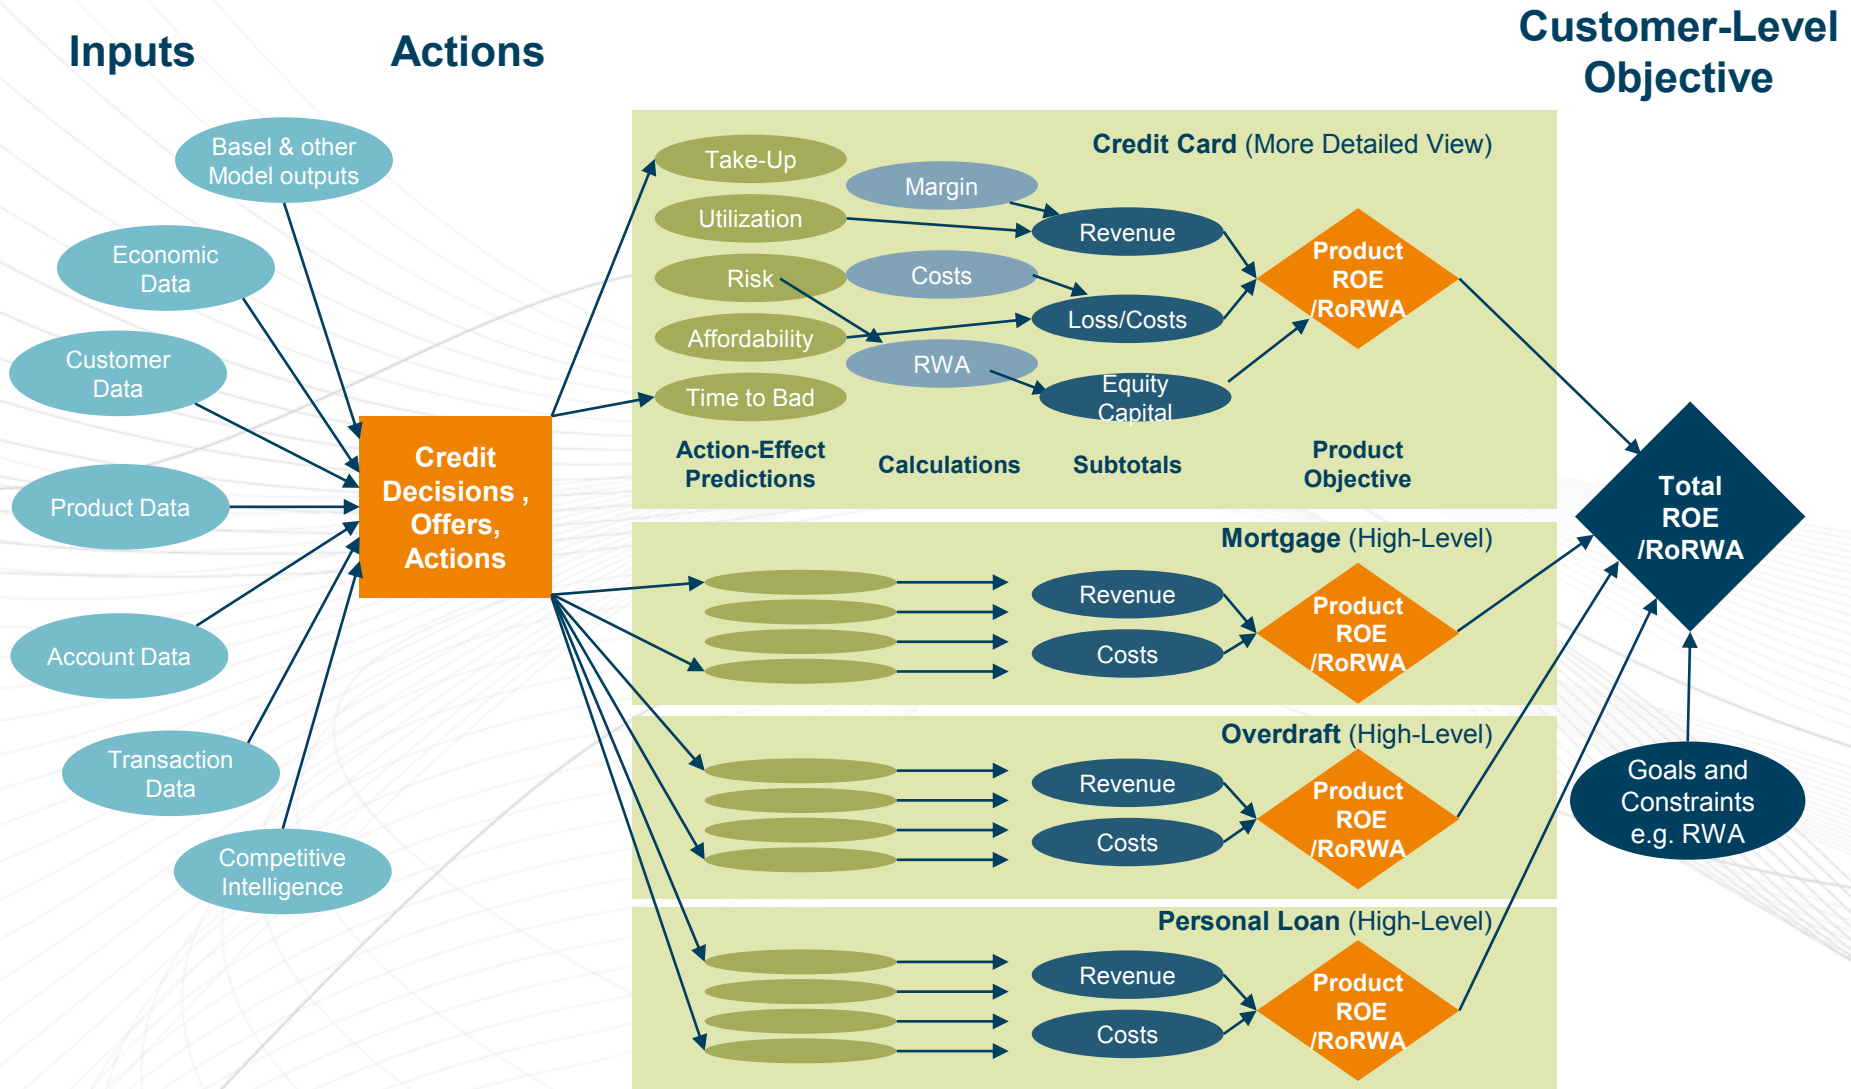 Inputs
Actions
Customer-Level
Objective
Basel & other
Model outputs
Economic
Data
Customer
Data
Product Data
Account Data
Transaction
Data
Competitive
Intelligence
Credit
Decisions ,
Offers,
Actions
Credit Card (More Detailed View)
Take-Up
Utilization
Risk
Affordability
Time to Bad
Margin
Costs
RWA
Revenue
Loss/Costs
Equity
Capital
Product
ROE
/RoRWA
Action-Effect
Predictions
Calculations
Subtotals
Product
Objective
Mortgage (High-Level)
Revenue
Costs
Product
ROE
/RoRWA
Overdraft (High-Level)
Revenue
Costs
Product
ROE
/RoRWA
Personal Loan (High-Level)
Revenue
Costs
Product
ROE
/RoRWA
Total
ROE
/RoRWA
Goals and
Constraints
e.g. RWA